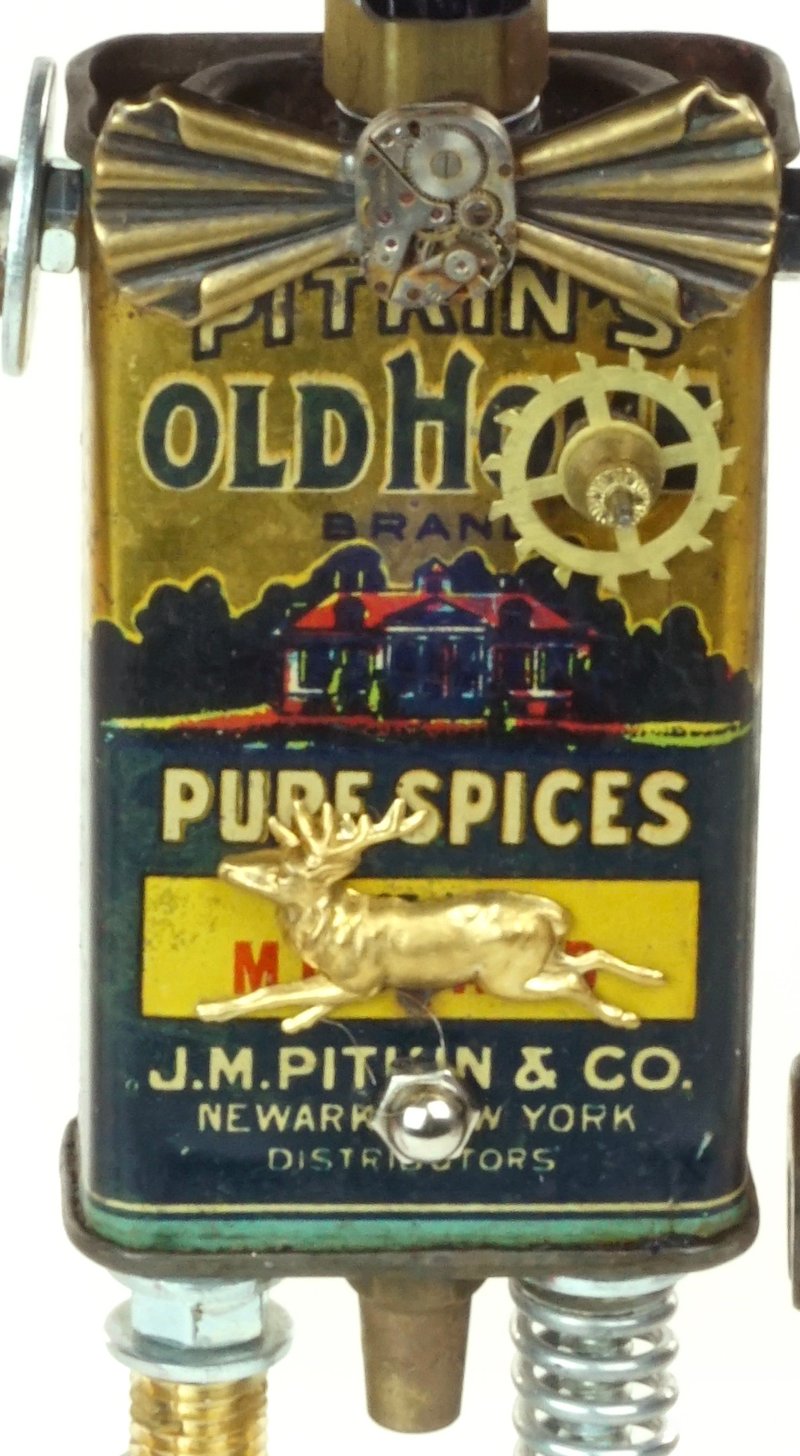 PITKIN'S
OLD
BRAND
PURE SPICES
J.M. PITKIN & CO.
NEWARK NEW YORK
DISTRIBUTORS